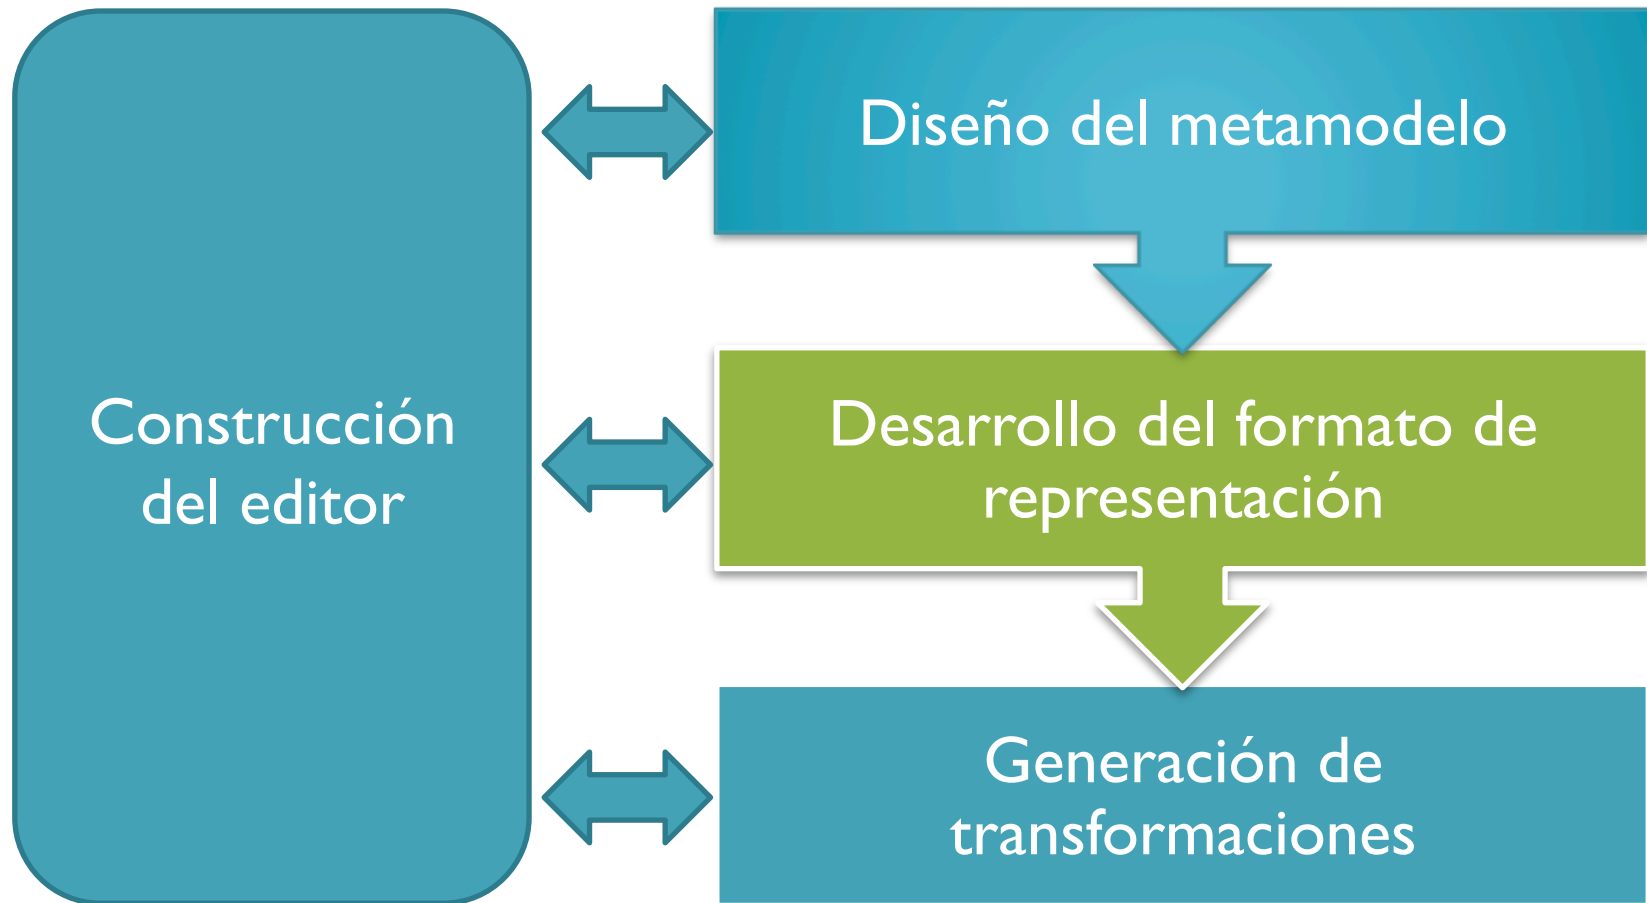 Construcción
del editor
Diseño del metamodelo
Desarrollo del formato de
representación
Generación de
transformaciones